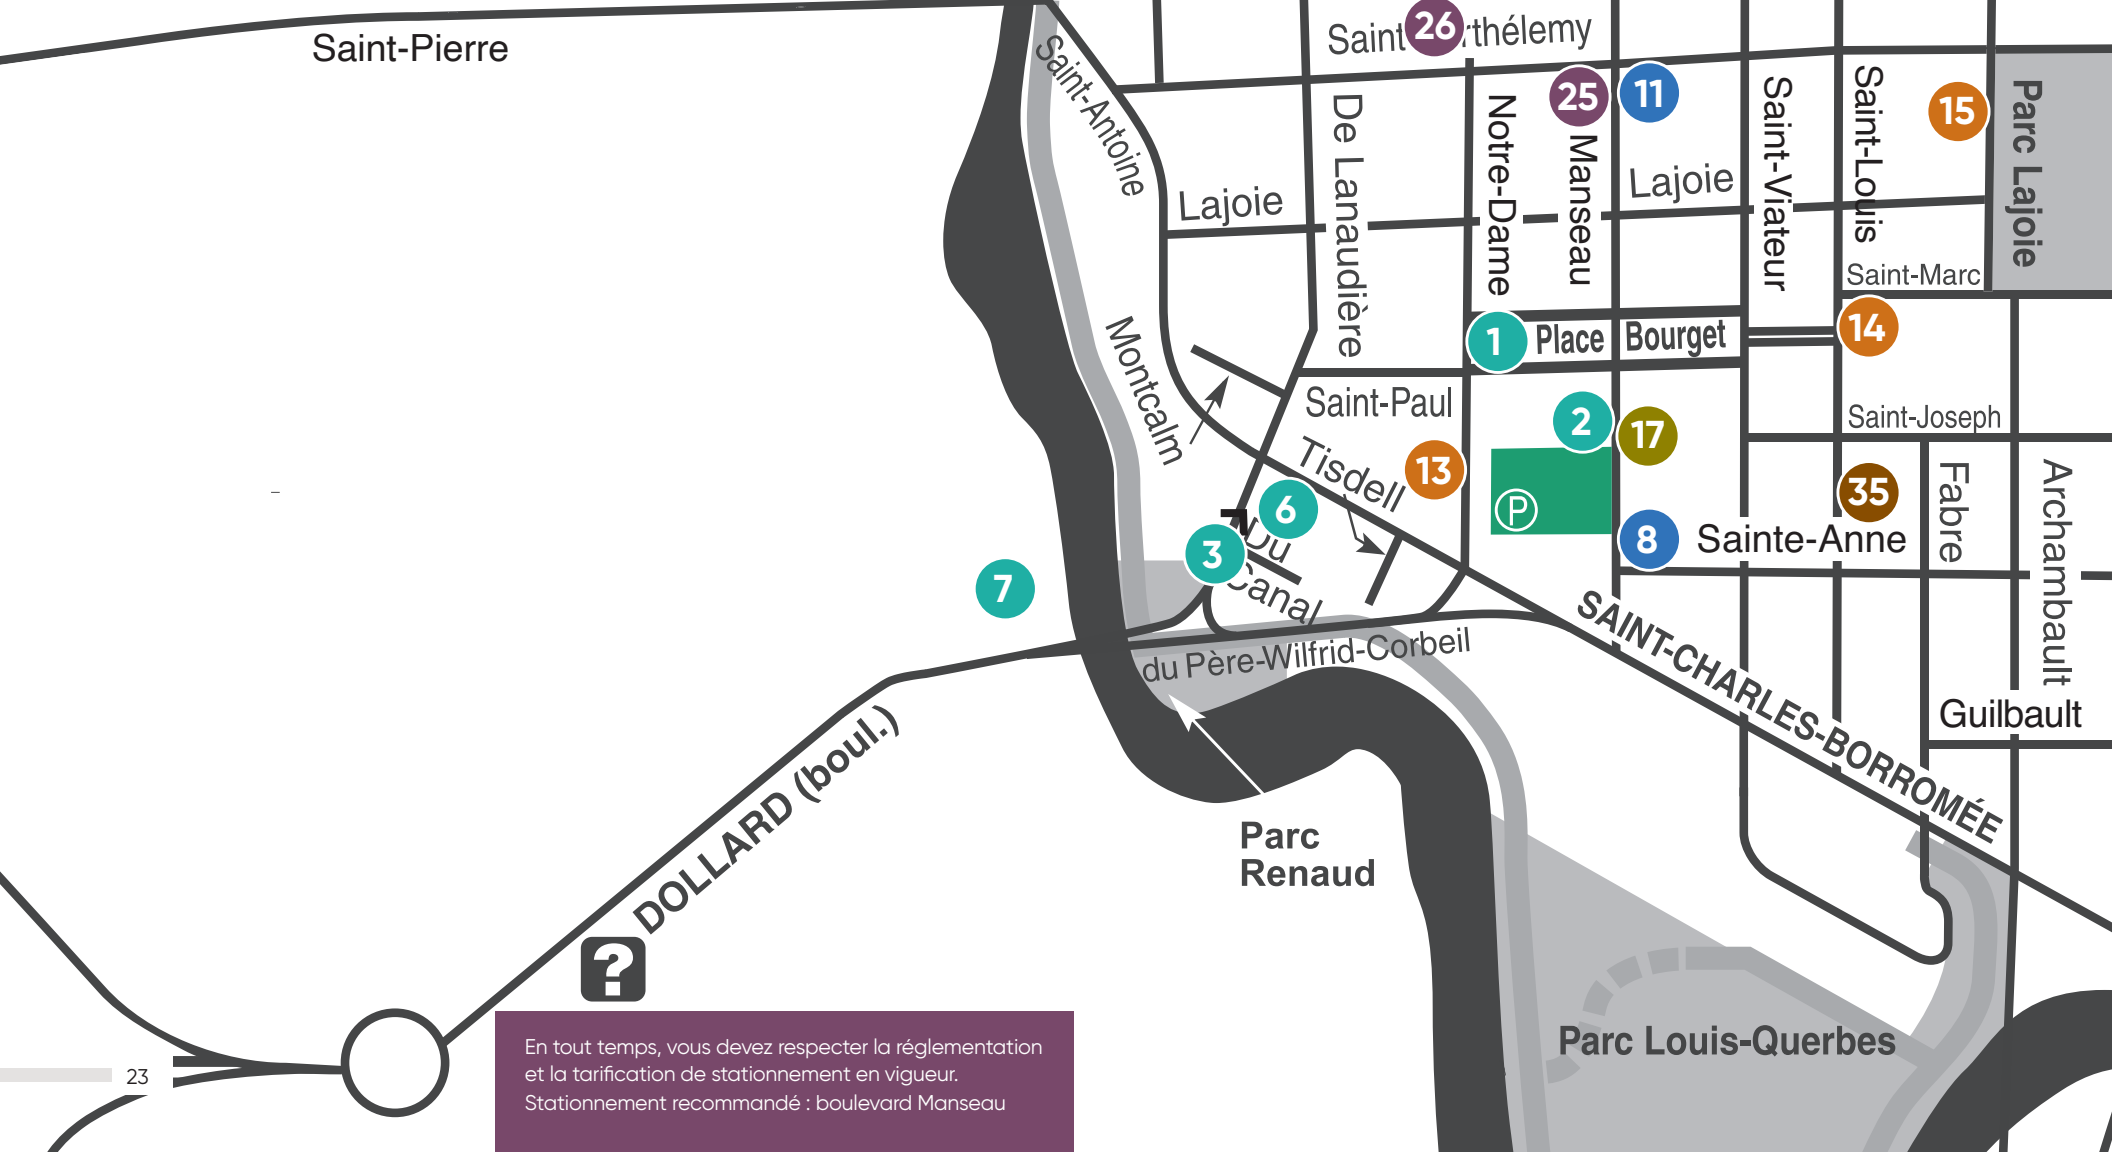 Saint-Pierre
Saint-Antoine
Saint
26
rthélemy
25
11
15
Parc Lajoie
De Lanaudière
Notre-Dame
Manseau
Lajoie
Lajoie
Saint-Viateur
Saint-Louis
Saint-Marc
Montcalm
1
Place
Bourget
14
Saint-Paul
2
17
Saint-Joseph
Tisdell
13
P
35
Fabre
Archambault
6
3
Du
Canal
8
Sainte-Anne
7
du Père-Wilfrid-Corbeil
SAINT-CHARLES-BORROMÉE
Guilbault
DOLLARD (boul.)
Parc
Renaud
?
Parc Louis-Querbes
En tout temps, vous devez respecter la réglementation
et la tarification de stationnement en vigueur.
Stationnement recommandé : boulevard Manseau
23